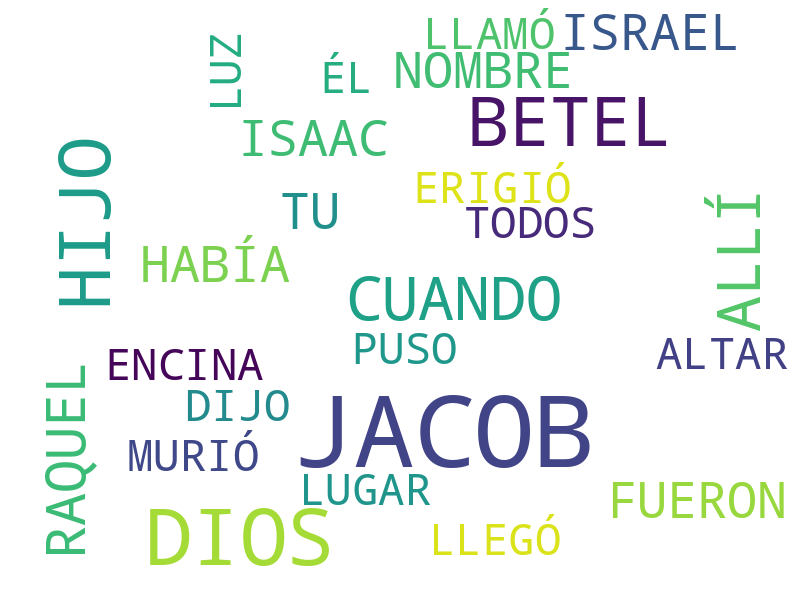 LLAMÓ
ISRAEL
LUZ
ÉL
NOMBRE
BETEL
ISAAC
HIJO
ERIGIÓ
TU
TODOS
ALLÍ
HABÍA
CUANDO
PUSO
ALTAR
ENCINA
RAQUEL
DIJO
JACOB
MURIÓ
LUGAR
FUERON
DIOS
LLEGÓ